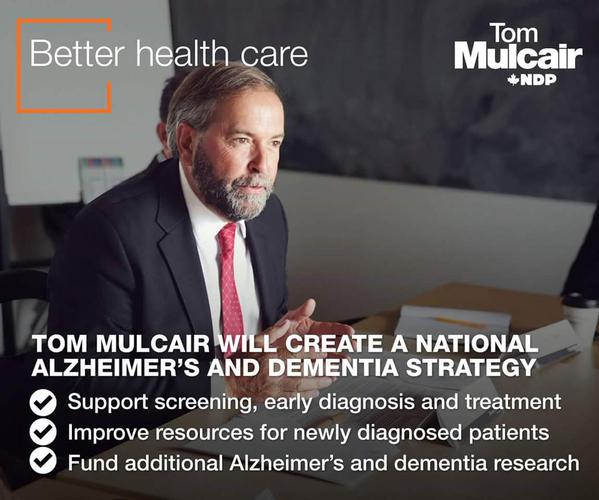 Better health care
Tom
Mulcair
NDP
TOM MULCAIR WILL CREATE A NATIONAL
ALZHEIMER'S AND DEMENTIA STRATEGY
Support screening, early diagnosis and treatment
Improve resources for newly diagnosed patients
Fund additional Alzheimer's and dementia research